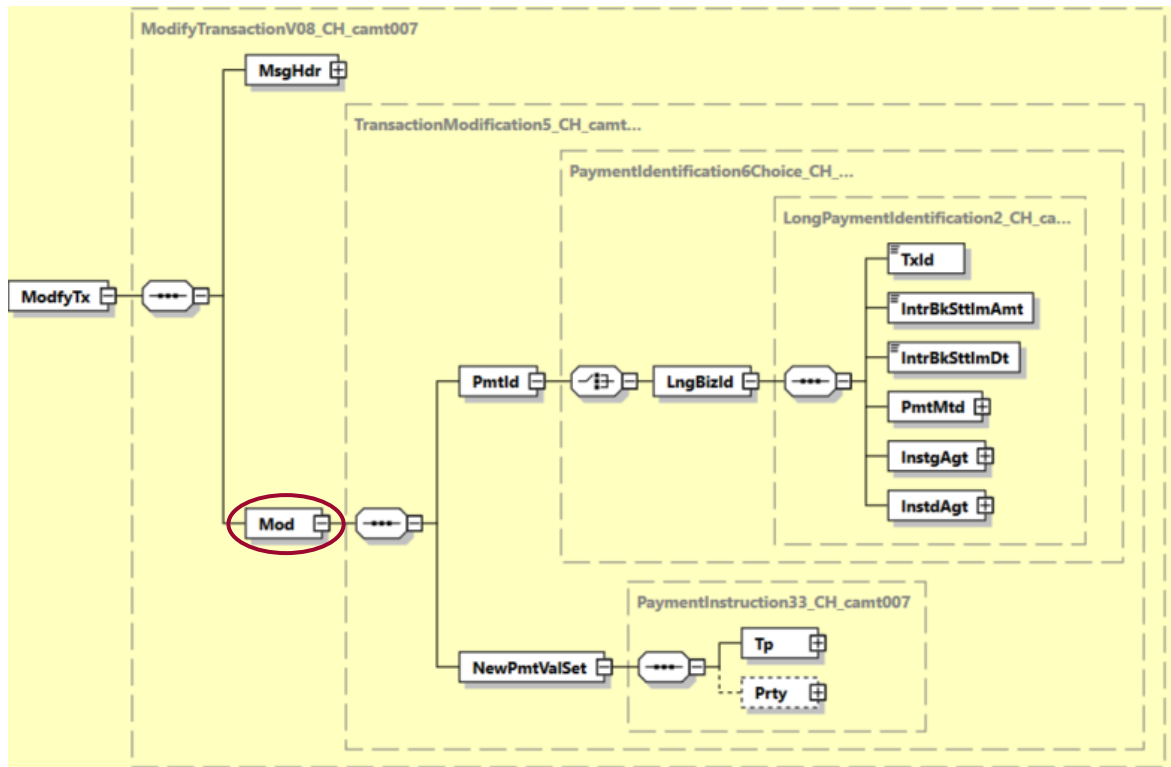 ModifyTransactionV08_CH_camt007
MsgHdr
TransactionModification5_CH_camt...
PaymentIdentification6Choice_CH_...
LongPaymentIdentification2_CH_ca...
TxId
ModfyTx
IntrBkSttlmAmt
IntrBkSttlmDt
PmtId
LngBizId
PmtMtd
InstgAgt
InstdAgt
Mod
PaymentInstruction33_CH_camt007
Tp
NewPmtValSet
Prty